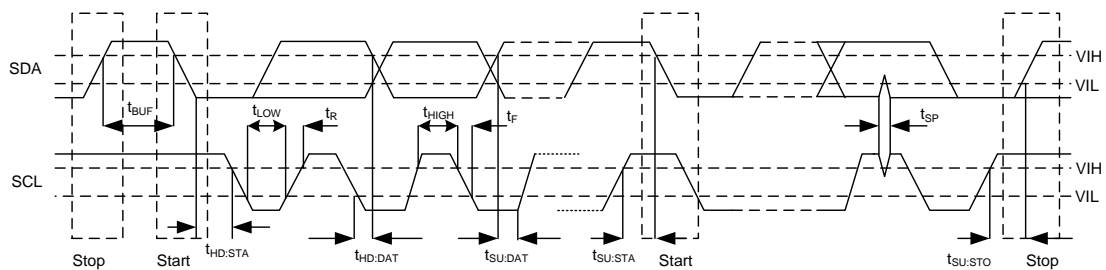 SDA
VIH
VIL
tBUF
tLOW
tR
tHIGH
tF
tSP
SCL
VIH
VIL
tHD:STA
tHD:DAT
tSU:DAT
tSU:STA
tSU:STO
Stop
Start
Start
Stop